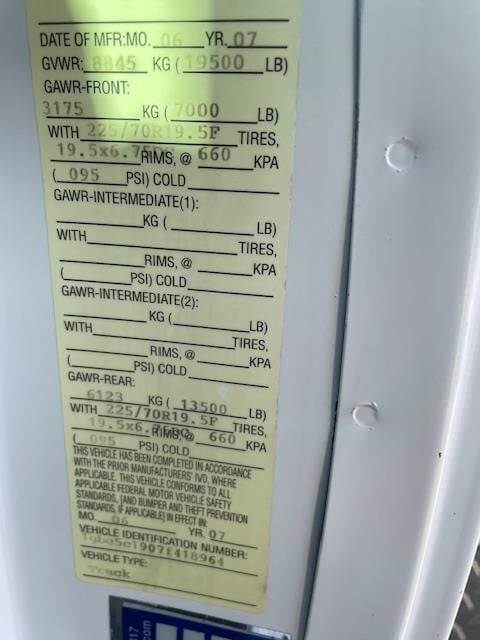 DATE OF MFR:MO. 06 YR. 07
GVWR: 8845 KG ( 19500 LB)
GAWR-FRONT:
3175 KG ( 7000 LB)
WITH 225/70R19.5F TIRES,
19.5x6.75 RIMS, @ 660 KPA
( 095 PSI) COLD
GAWR-INTERMEDIATE(1):
KG ( LB)
WITH TIRES,
RIMS, @ KPA
( PSI) COLD
GAWR-INTERMEDIATE(2):
KG ( LB)
WITH TIRES,
RIMS, @ KPA
( PSI) COLD
GAWR-REAR:
6123 KG ( 13500 LB)
WITH 225/70R19.5F TIRES,
RIMS, @ 660 KPA
( 095 PSI) COLD
THIS VEHICLE HAS BEEN COMPLETED IN ACCORDANCE
WITH THE PRIOR MANUFACTURERS' IVD, WHERE
APPLICABLE. THIS VEHICLE CONFORMS TO ALL
APPLICABLE FEDERAL MOTOR VEHICLE SAFETY
STANDARDS, [AND BUMPER AND THEFT PREVENTION
STANDARDS, IF APPLICABLE] IN EFFECT IN:
MO. 06 YR. 07
VEHICLE IDENTIFICATION NUMBER:
VEHICLE TYPE:
Truck
17
com